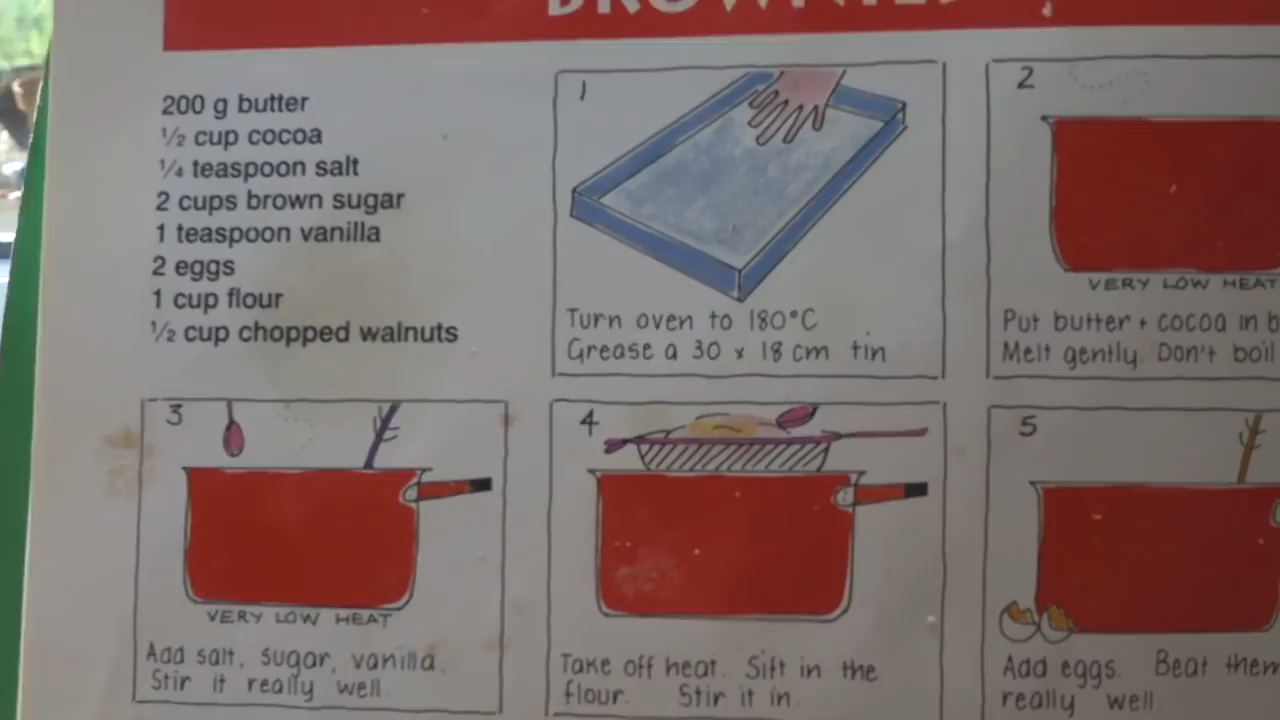 BROWNIES
200 g butter
½ cup cocoa
¼ teaspoon salt
2 cups brown sugar
1 teaspoon vanilla
2 eggs
1 cup flour
½ cup chopped walnuts
1
Turn oven to 180°C
Grease a 30 x 18 cm tin
2
VERY LOW HEAT
Put butter + cocoa in
Melt gently. Don't boil
3
VERY LOW HEAT
Add salt, sugar, vanilla.
Stir it really well.
4
Take off heat. Sift in the
flour. Stir it in.
5
Add eggs. Beat them
really well